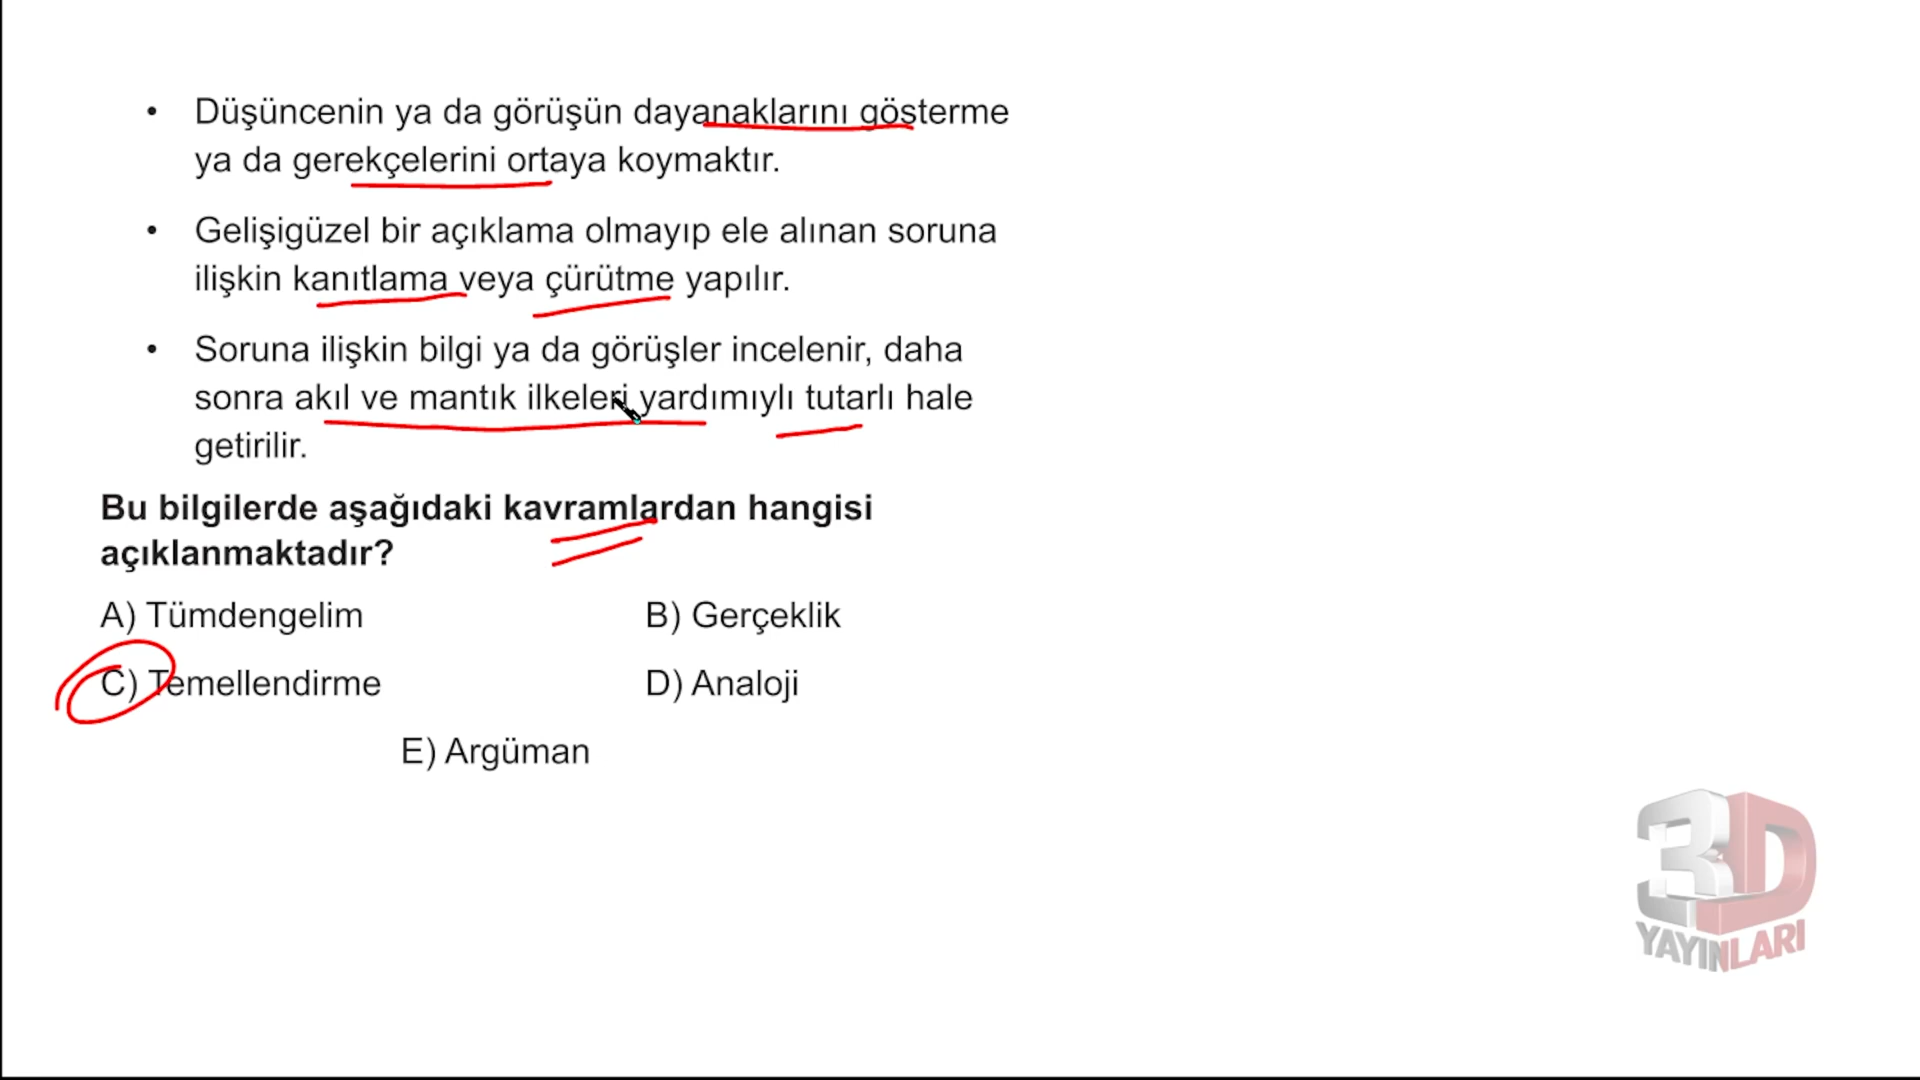 • Düşüncenin ya da görüşün dayanaklarını gösterme
ya da gerekçelerini ortaya koymaktır.
• Gelişigüzel bir açıklama olmayıp ele alınan soruna
ilişkin kanıtlama veya çürütme yapılır.
• Soruna ilişkin bilgi ya da görüşler incelenir, daha
sonra akıl ve mantık ilkeleri yardımıylı tutarlı hale
getirilir.
Bu bilgilerde aşağıdaki kavramlardan hangisi
açıklanmaktadır?
A) Tümdengelim
B) Gerçeklik
C) Temellendirme
D) Analoji
E) Argüman
3D
YAYINLARI